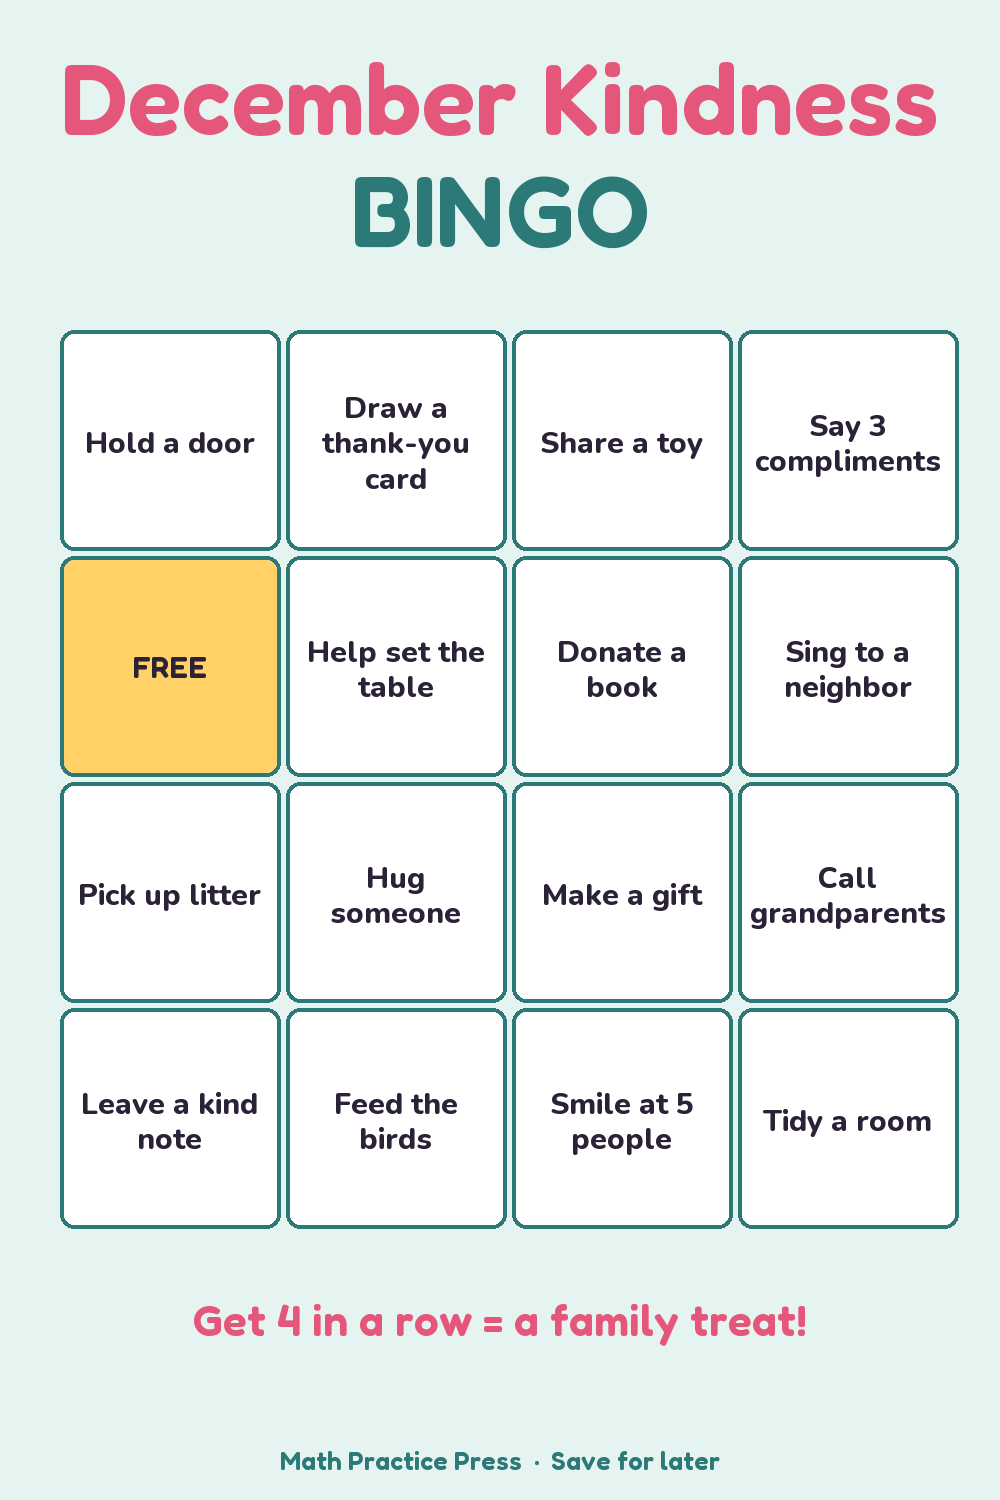 December Kindness
BINGO
Hold a door
Draw a
thank-you
card
Share a toy
Say 3
compliments
FREE
Help set the
table
Donate a
book
Sing to a
neighbor
Pick up litter
Hug
someone
Make a gift
Call
grandparents
Leave a kind
note
Feed the
birds
Smile at 5
people
Tidy a room
Get 4 in a row = a family treat!
Math Practice Press · Save for later